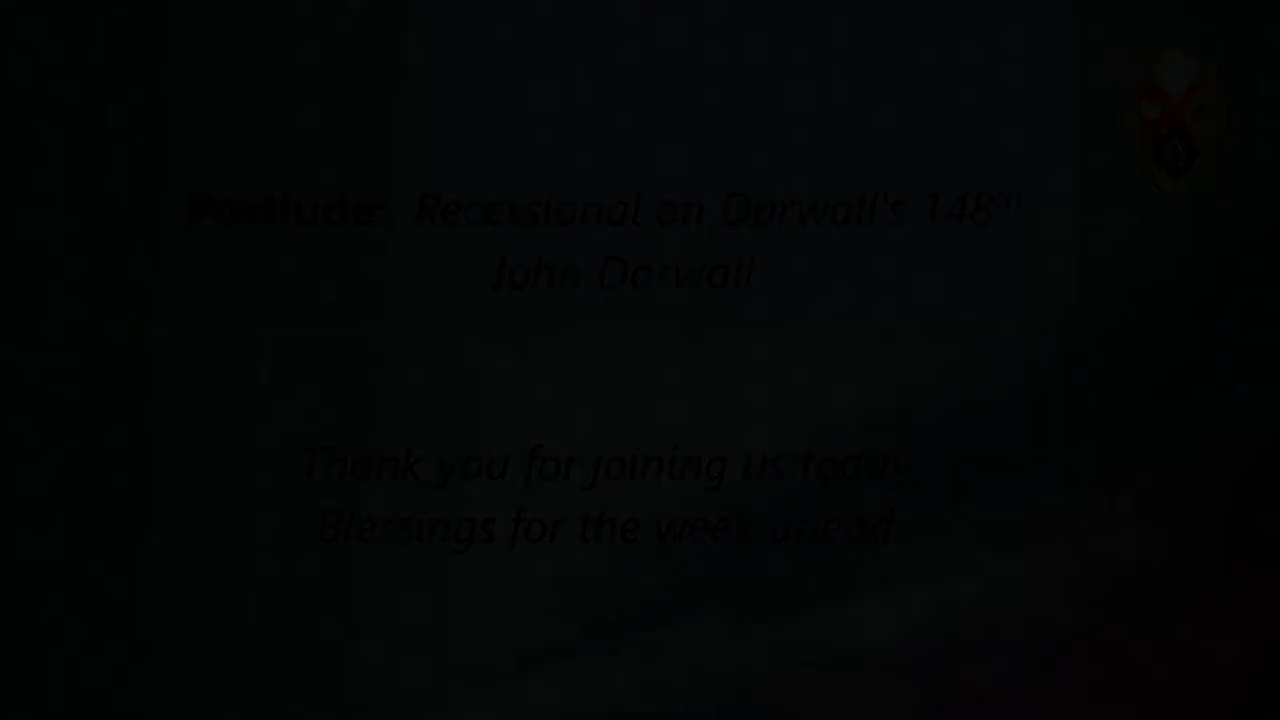 Postlude: Recessional on Darwall's 148th
John Darwall
Thank you for joining us today
Blessings for the week ahead